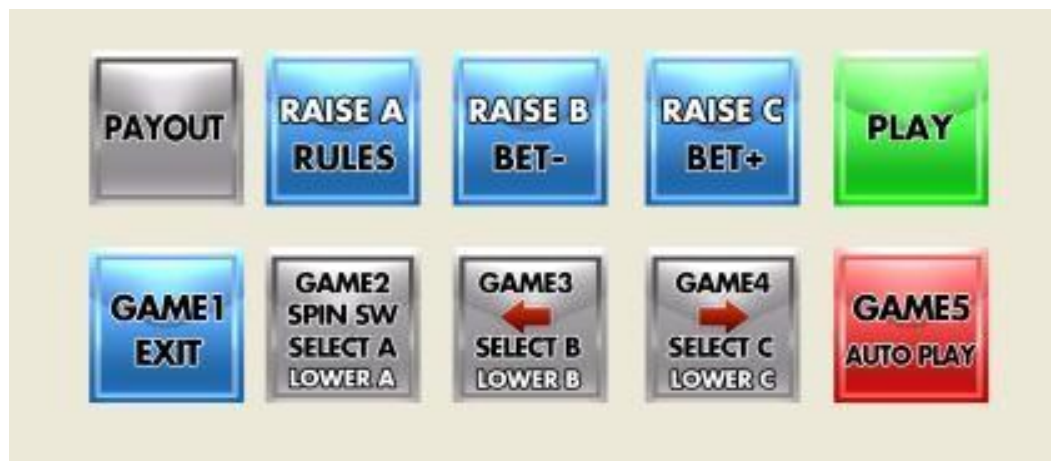 PAYOUT
RAISE A
RULES
RAISE B
BET-
RAISE C
BET+
PLAY
GAME1
EXIT
GAME2
SPIN SW
SELECT A
LOWER A
GAME3
SELECT B
LOWER B
GAME4
SELECT C
LOWER C
GAME5
AUTO PLAY